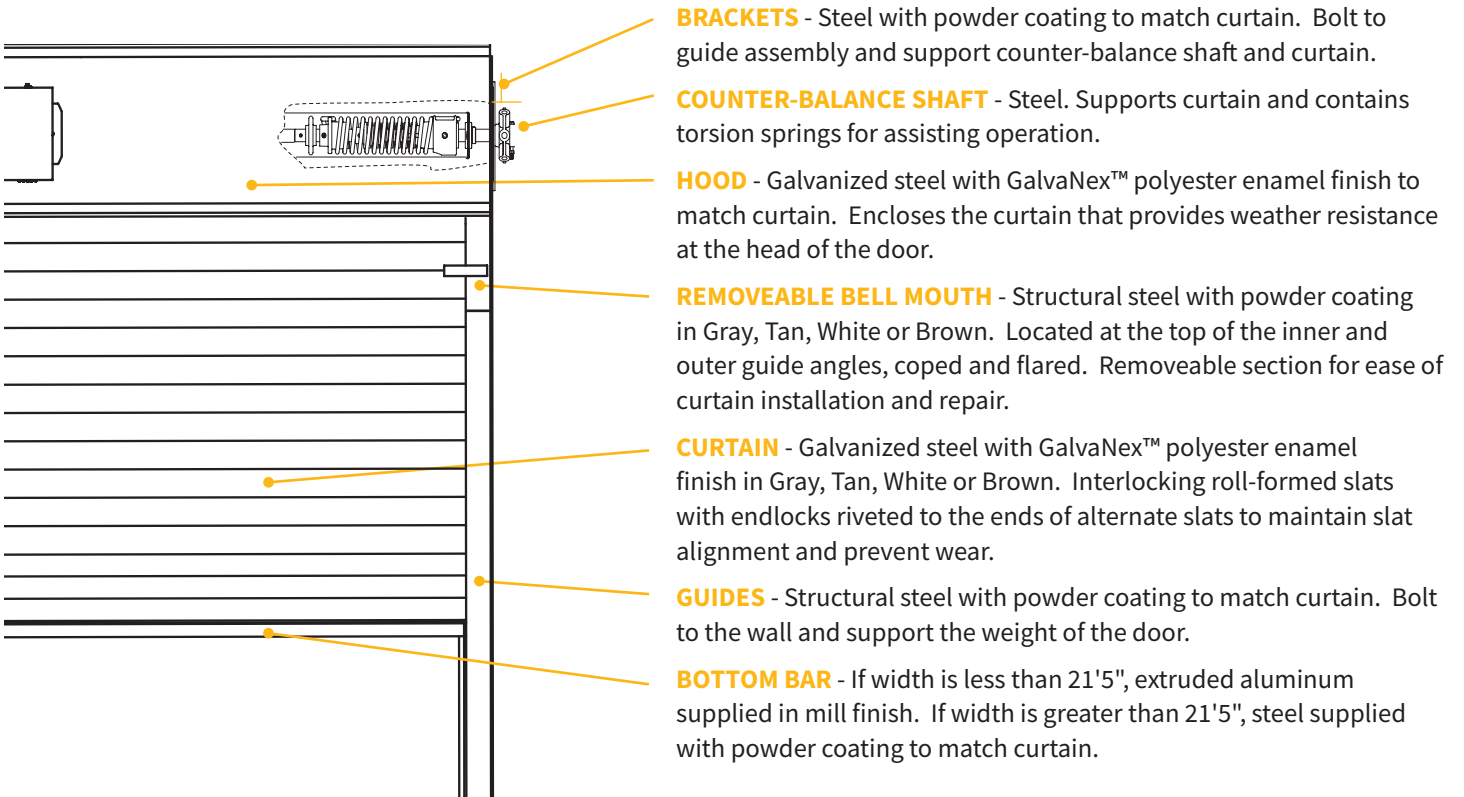 BRACKETS - Steel with powder coating to match curtain.  Bolt to
guide assembly and support counter-balance shaft and curtain.
COUNTER-BALANCE SHAFT - Steel. Supports curtain and contains
torsion springs for assisting operation.
HOOD - Galvanized steel with GalvaNex™ polyester enamel finish to
match curtain.  Encloses the curtain that provides weather resistance
at the head of the door.
REMOVEABLE BELL MOUTH - Structural steel with powder coating
in Gray, Tan, White or Brown.  Located at the top of the inner and
outer guide angles, coped and flared.  Removeable section for ease of
curtain installation and repair.
CURTAIN - Galvanized steel with GalvaNex™ polyester enamel
finish in Gray, Tan, White or Brown.  Interlocking roll-formed slats
with endlocks riveted to the ends of alternate slats to maintain slat
alignment and prevent wear.
GUIDES - Structural steel with powder coating to match curtain.  Bolt
to the wall and support the weight of the door.
BOTTOM BAR - If width is less than 21'5", extruded aluminum
supplied in mill finish.  If width is greater than 21'5", steel supplied
with powder coating to match curtain.